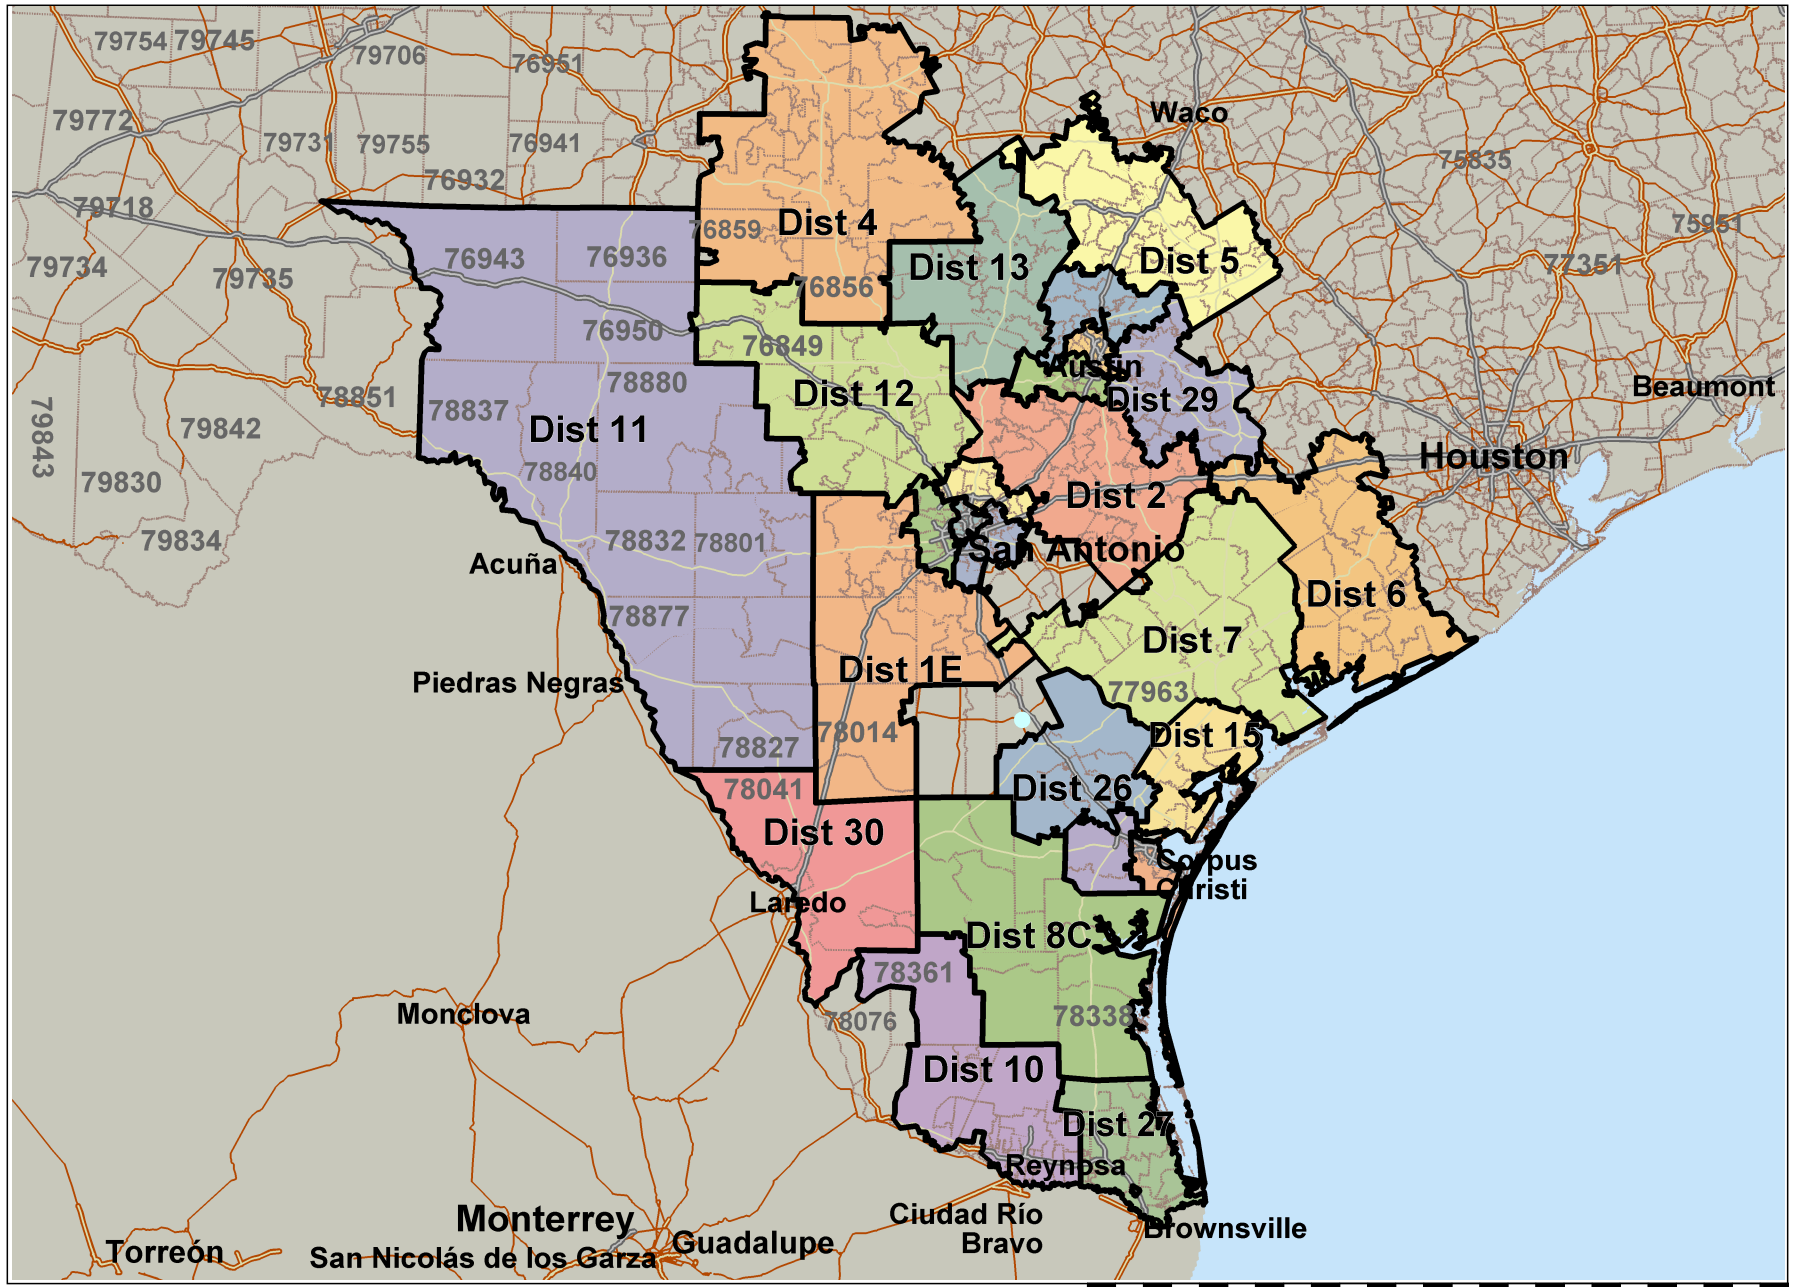 79754
79745
79706
76951
79772
Waco
79731
79755
76941
75835
76932
79718
75951
76859
Dist 4
79734
79735
76943
76936
Dist 13
Dist 5
77351
76856
76950
76849
Austin
78851
78837
78880
Dist 12
Dist 29
Beaumont
79843
79842
Dist 11
Houston
79830
78840
Dist 2
79834
78832
78801
San Antonio
Acuña
Dist 6
78877
Dist 7
Dist 1E
Piedras Negras
77963
78014
78827
Dist 15
78041
Dist 26
Dist 30
Corpus
Christi
Laredo
Dist 8C
78361
Monclova
78076
78338
Dist 10
Dist 27
Reynosa
Monterrey
Ciudad Río
Bravo
Brownsville
Torreón
San Nicolás de los Garza
Guadalupe